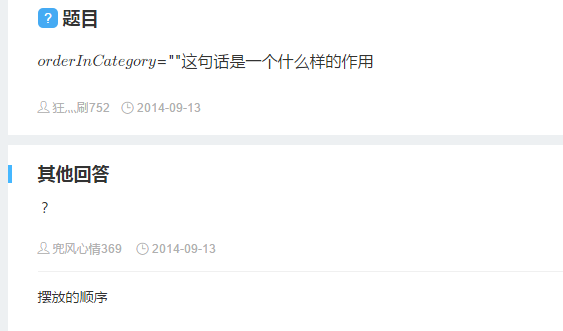 ? 题目
orderInCategory=""这句话是一个什么样的作用
狂灬刷752 2014-09-13
其他回答
?
兜风心情369 2014-09-13
摆放的顺序